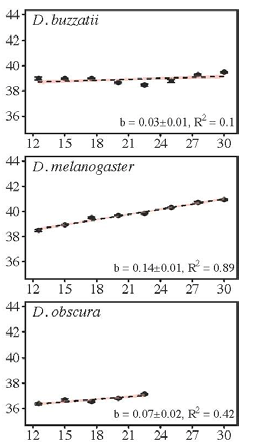 44
D. buzzatii
42
40
38
36
b = 0.03±0.01, R² = 0.1
12 15 18 21 24 27 30
44
D. melanogaster
42
40
38
36
b = 0.14±0.01, R² = 0.89
12 15 18 21 24 27 30
44
D. obscura
42
40
38
36
b = 0.07±0.02, R² = 0.42
12 15 18 21 24 27 30